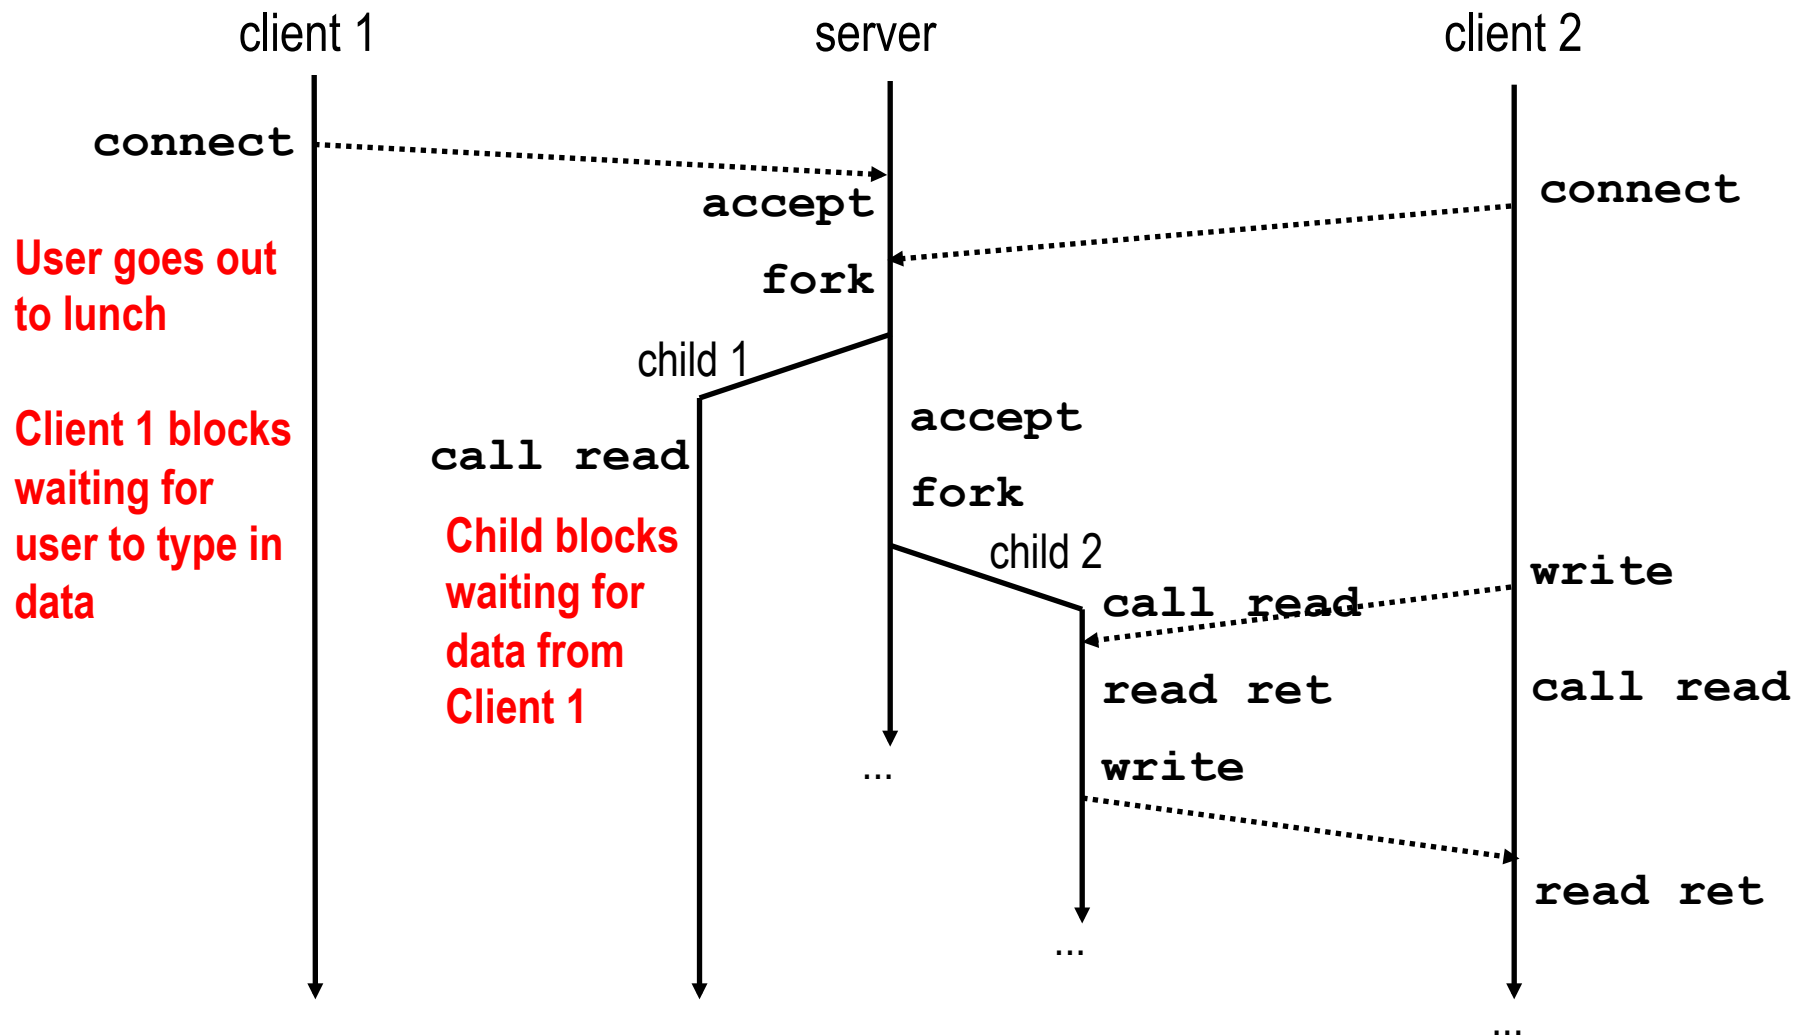 client 1
server
client 2
connect
accept
connect
User goes out
to lunch
fork
child 1
Client 1 blocks
waiting for
user to type in
data
call read
accept
fork
Child blocks
waiting for
data from
Client 1
child 2
call read
write
read ret
call read
write
...
read ret
...
...